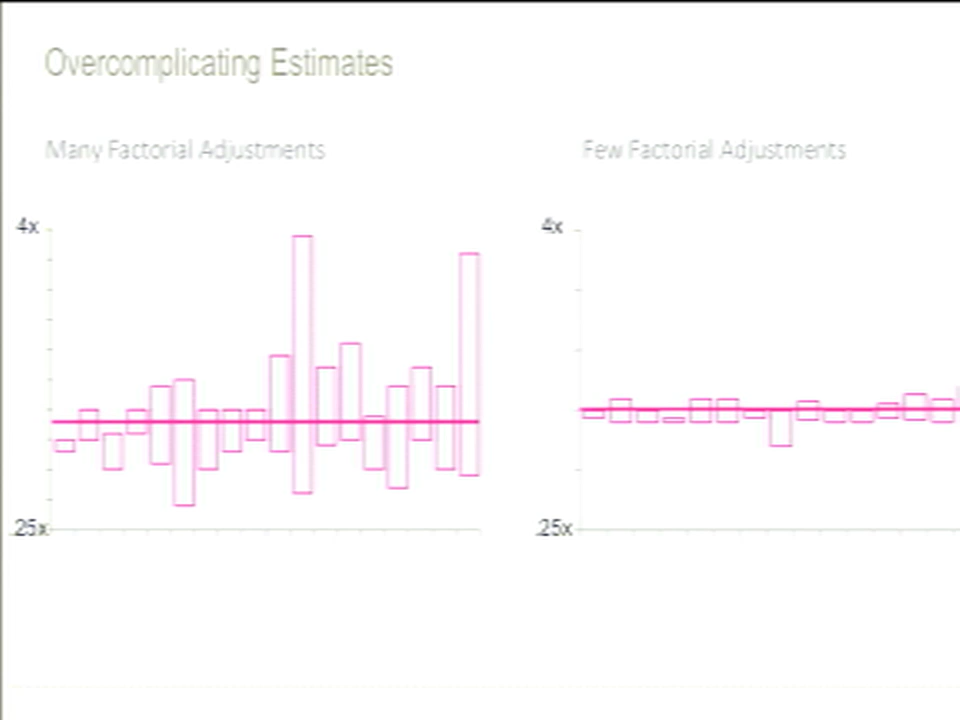 Overcomplicating Estimates
Many Factorial Adjustments
Few Factorial Adjustments
4x
4x
.25x
.25x